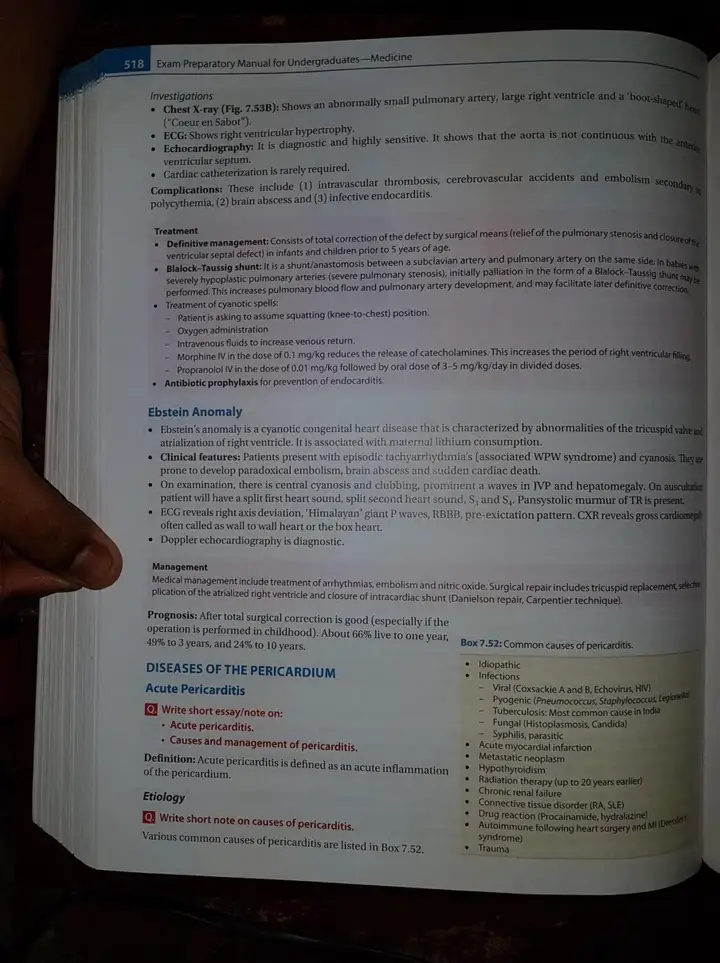 518 Exam Preparatory Manual for Undergraduates—Medicine
Investigations
• Chest X-ray (Fig. 7.53B): Shows an abnormally small pulmonary artery, large right ventricle and a 'boot-shaped' heart
("Coeur en Sabot").
• ECG: Shows right ventricular hypertrophy.
• Echocardiography: It is diagnostic and highly sensitive. It shows that the aorta is not continuous with the anterior
ventricular septum.
• Cardiac catheterization is rarely required.
Complications: These include (1) intravascular thrombosis, cerebrovascular accidents and embolism secondary to
polycythemia, (2) brain abscess and (3) infective endocarditis.
Treatment
• Definitive management: Consists of total correction of the defect by surgical means (relief of the pulmonary stenosis and closure of the
ventricular septal defect) in infants and children prior to 5 years of age.
• Blalock–Taussig shunt: It is a shunt/anastomosis between a subclavian artery and pulmonary artery on the same side. In babies with
severely hypoplastic pulmonary arteries (severe pulmonary stenosis), initially palliation in the form of a Blalock–Taussig shunt may be
performed. This increases pulmonary blood flow and pulmonary artery development, and may facilitate later definitive correction.
• Treatment of cyanotic spells:
– Patient is asking to assume squatting (knee-to-chest) position.
– Oxygen administration
– Intravenous fluids to increase venous return.
– Morphine IV in the dose of 0.1 mg/kg reduces the release of catecholamines. This increases the period of right ventricular filling.
– Propranolol IV in the dose of 0.01 mg/kg followed by oral dose of 3–5 mg/kg/day in divided doses.
• Antibiotic prophylaxis for prevention of endocarditis.
Ebstein Anomaly
• Ebstein's anomaly is a cyanotic congenital heart disease that is characterized by abnormalities of the tricuspid valve and
atrialization of right ventricle. It is associated with maternal lithium consumption.
• Clinical features: Patients present with episodic tachyarrhythmia's (associated WPW syndrome) and cyanosis. They are
prone to develop paradoxical embolism, brain abscess and sudden cardiac death.
• On examination, there is central cyanosis and clubbing, prominent a waves in JVP and hepatomegaly. On auscultation
patient will have a split first heart sound, split second heart sound, S3 and S4. Pansystolic murmur of TR is present.
• ECG reveals right axis deviation, 'Himalayan' giant P waves, RBBB, pre-exictation pattern. CXR reveals gross cardiomegaly
often called as wall to wall heart or the box heart.
• Doppler echocardiography is diagnostic.
Management
Medical management include treatment of arrhythmias, embolism and nitric oxide. Surgical repair includes tricuspid replacement, selective
plication of the atrialized right ventricle and closure of intracardiac shunt (Danielson repair, Carpentier technique).
Prognosis: After total surgical correction is good (especially if the
operation is performed in childhood). About 66% live to one year,
49% to 3 years, and 24% to 10 years.
DISEASES OF THE PERICARDIUM
Acute Pericarditis
Q. Write short essay/note on:
• Acute pericarditis.
• Causes and management of pericarditis.
Definition: Acute pericarditis is defined as an acute inflammation
of the pericardium.
Etiology
Q. Write short note on causes of pericarditis.
Various common causes of pericarditis are listed in Box 7.52.
Box 7.52: Common causes of pericarditis.
• Idiopathic
• Infections
– Viral (Coxsackie A and B, Echovirus, HIV)
– Pyogenic (Pneumococcus, Staphylococcus, Legionella)
– Tuberculosis: Most common cause in India
– Fungal (Histoplasmosis, Candida)
– Syphilis, parasitic
• Acute myocardial infarction
• Metastatic neoplasm
• Hypothyroidism
• Radiation therapy (up to 20 years earlier)
• Chronic renal failure
• Connective tissue disorder (RA, SLE)
• Drug reaction (Procainamide, hydralazine)
• Autoimmune following heart surgery and MI (Dressler's
syndrome)
• Trauma